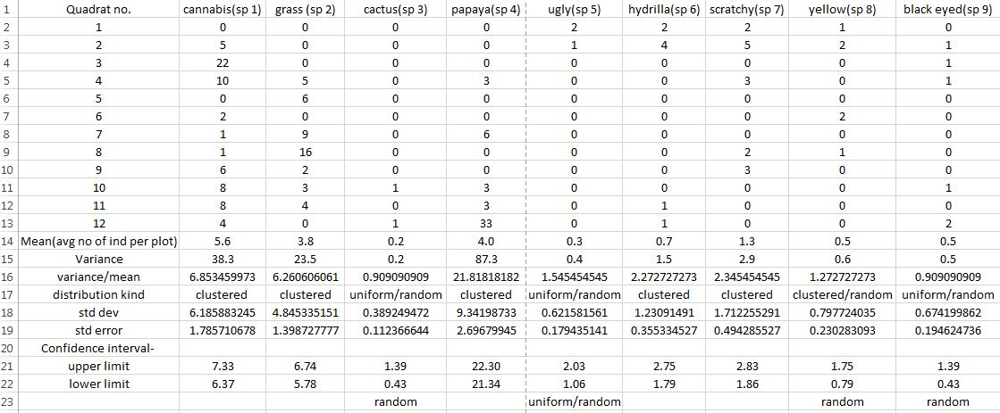 1 Quadrat no. cannabis(sp 1) grass (sp 2) cactus(sp 3) papaya(sp 4) ugly(sp 5) hydrilla(sp 6) scratchy(sp 7) yellow(sp 8) black eyed(sp 9)
2 1 0 0 0 0 2 2 2 1 0
3 2 5 0 0 0 1 4 5 2 1
4 3 22 0 0 0 0 0 0 0 1
5 4 10 5 0 3 0 0 3 0 1
6 5 0 6 0 0 0 0 0 0 0
7 6 2 0 0 0 0 0 0 2 0
8 7 1 9 0 6 0 0 0 0 0
9 8 1 16 0 0 0 0 2 1 0
10 9 6 2 0 0 0 0 3 0 0
11 10 8 3 1 3 0 0 0 0 1
12 11 8 4 0 3 0 1 0 0 0
13 12 4 0 1 33 0 1 0 0 2
14 Mean(avg no of ind per plot) 5.6 3.8 0.2 4.0 0.3 0.7 1.3 0.5 0.5
15 Variance 38.3 23.5 0.2 87.3 0.4 1.5 2.9 0.6 0.5
16 variance/mean 6.853459973 6.260606061 0.909090909 21.81818182 1.545454545 2.272727273 2.345454545 1.272727273 0.909090909
17 distribution kind clustered clustered uniform/random clustered uniform/random clustered clustered clustered/random uniform/random
18 std dev 6.185883245 4.845335151 0.389249472 9.34198733 0.621581561 1.23091491 1.712255291 0.797724035 0.674199862
19 std error 1.785710678 1.398727777 0.112366644 2.69679945 0.179435141 0.355334527 0.494285527 0.230283093 0.194624736
20 Confidence interval-
21 upper limit 7.33 6.74 1.39 22.30 2.03 2.75 2.83 1.75 1.39
22 lower limit 6.37 5.78 0.43 21.34 1.06 1.79 1.86 0.79 0.43
23 random uniform/random random random